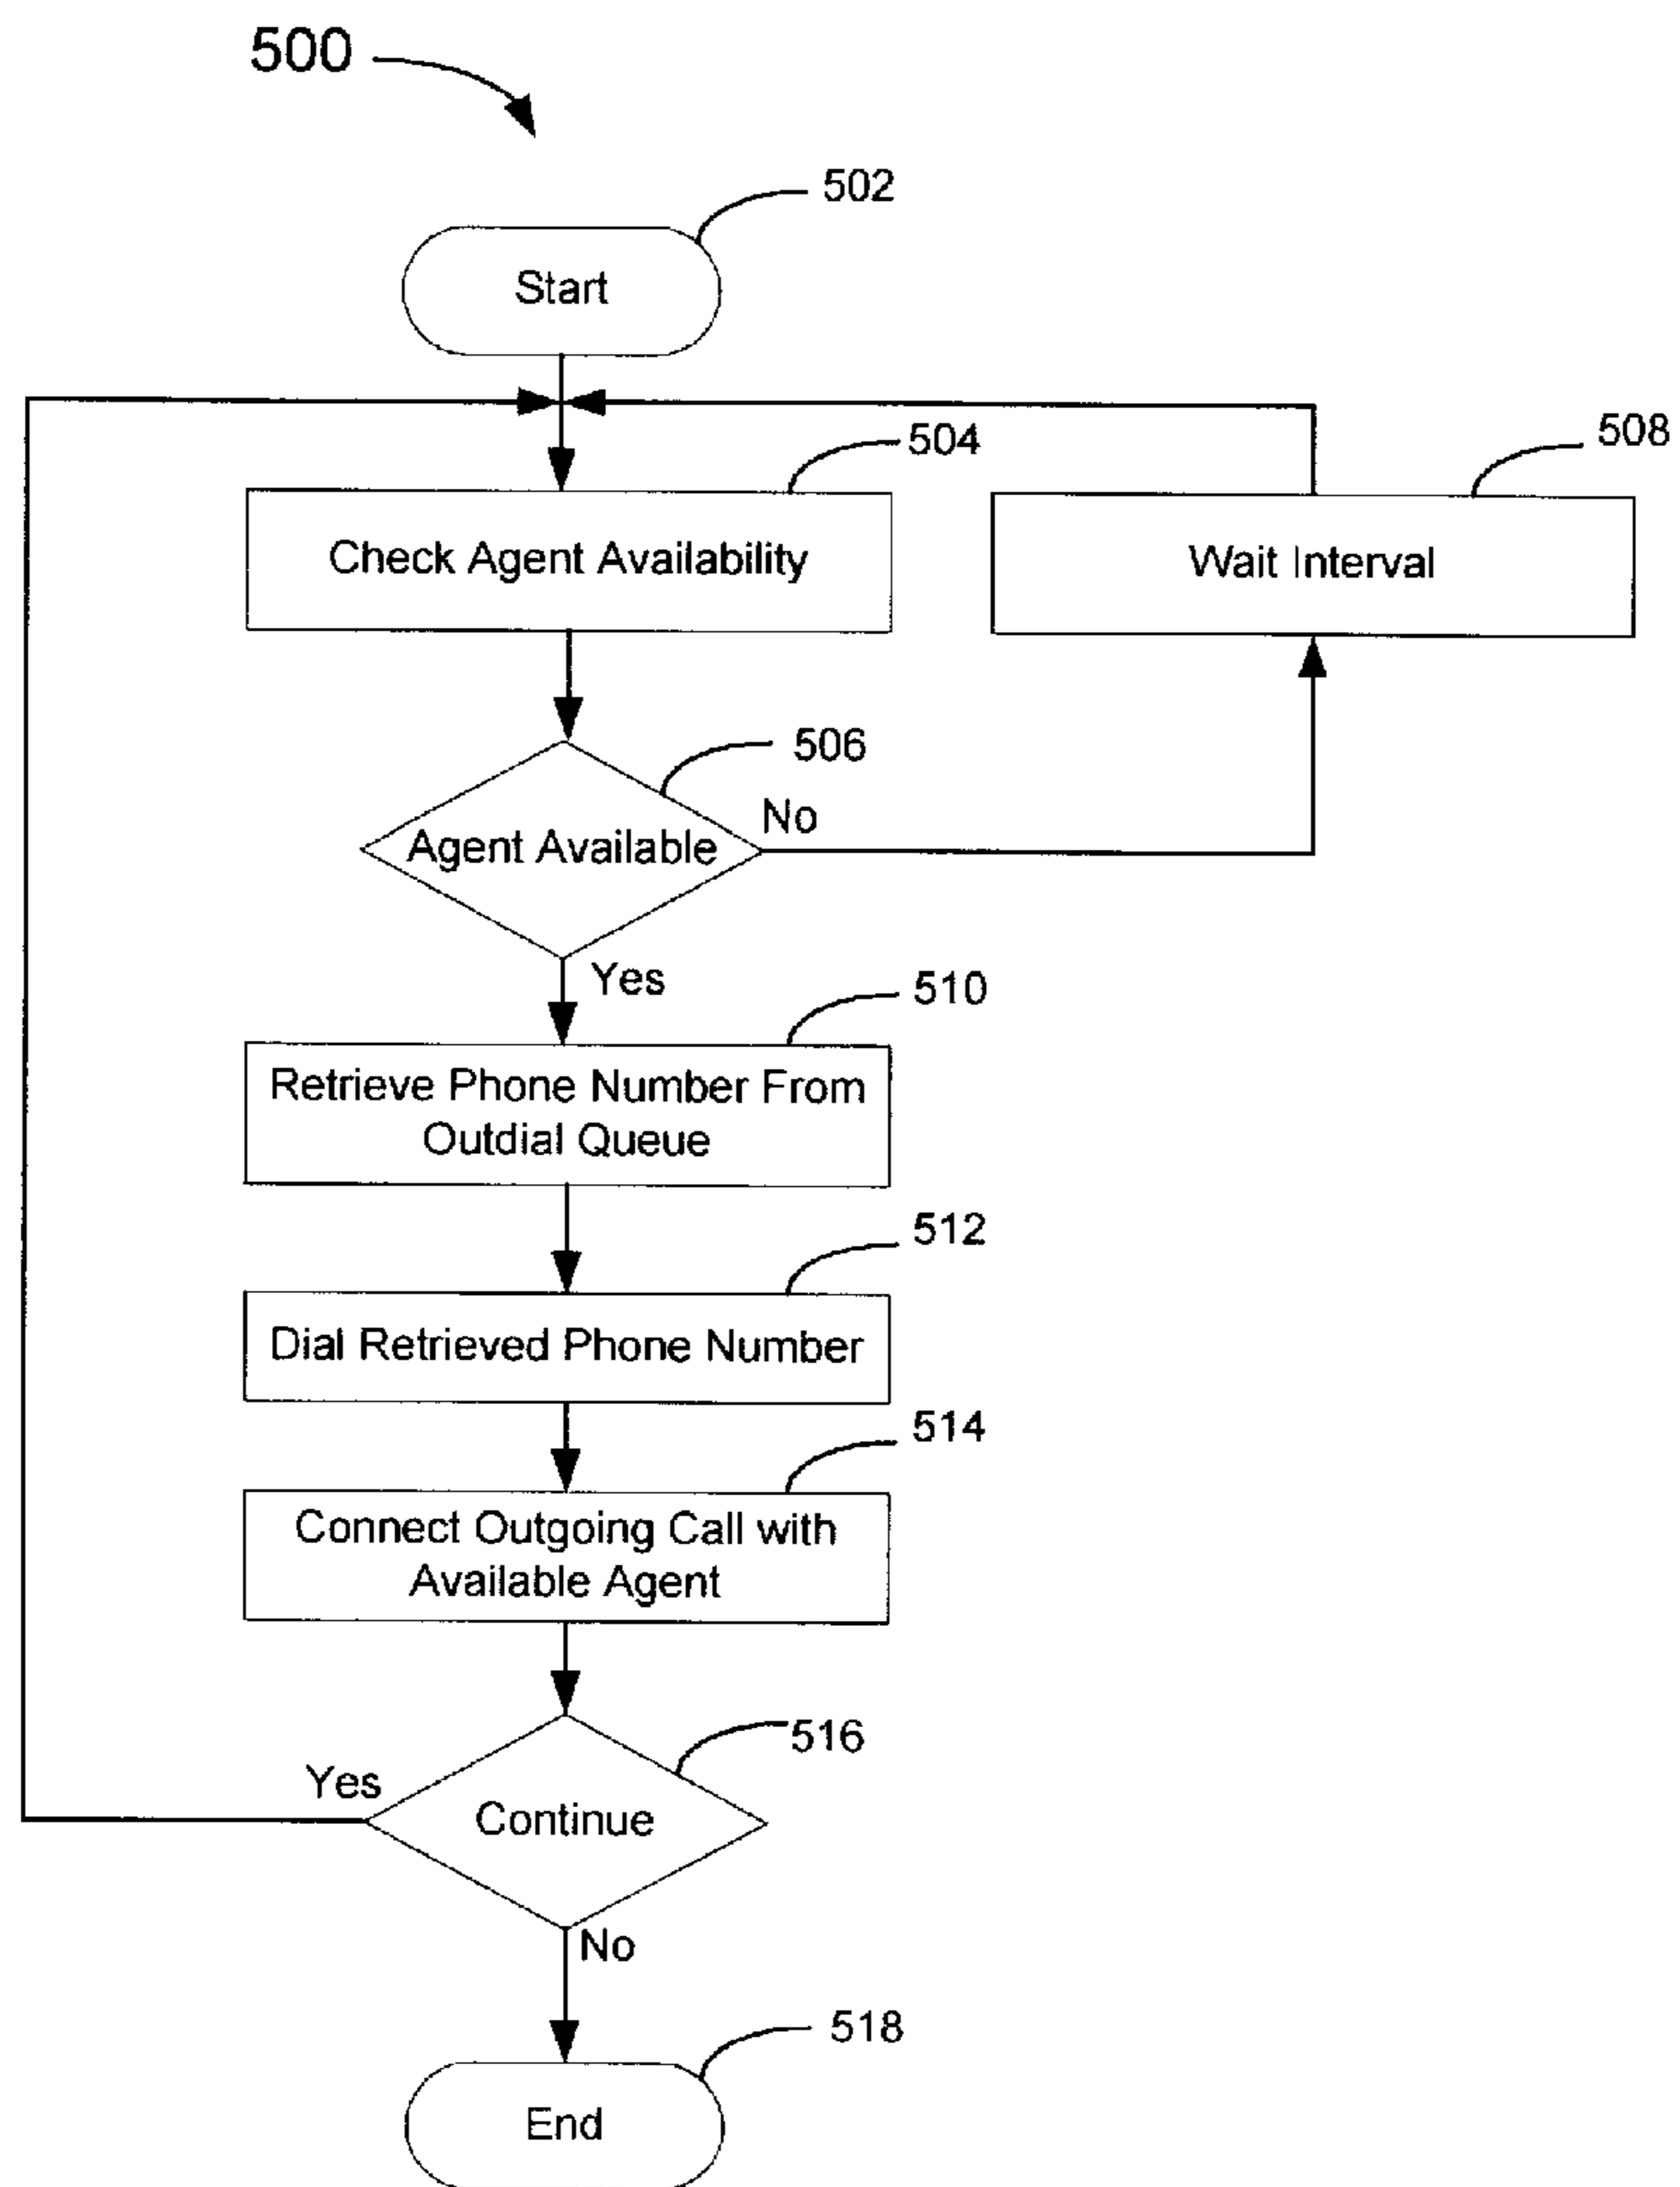 500
502
Start
504
508
Check Agent Availability
Wait Interval
506
No
Agent Available
Yes
510
Retrieve Phone Number From
Outdial Queue
512
Dial Retrieved Phone Number
514
Connect Outgoing Call with
Available Agent
516
Yes
Continue
No
518
End